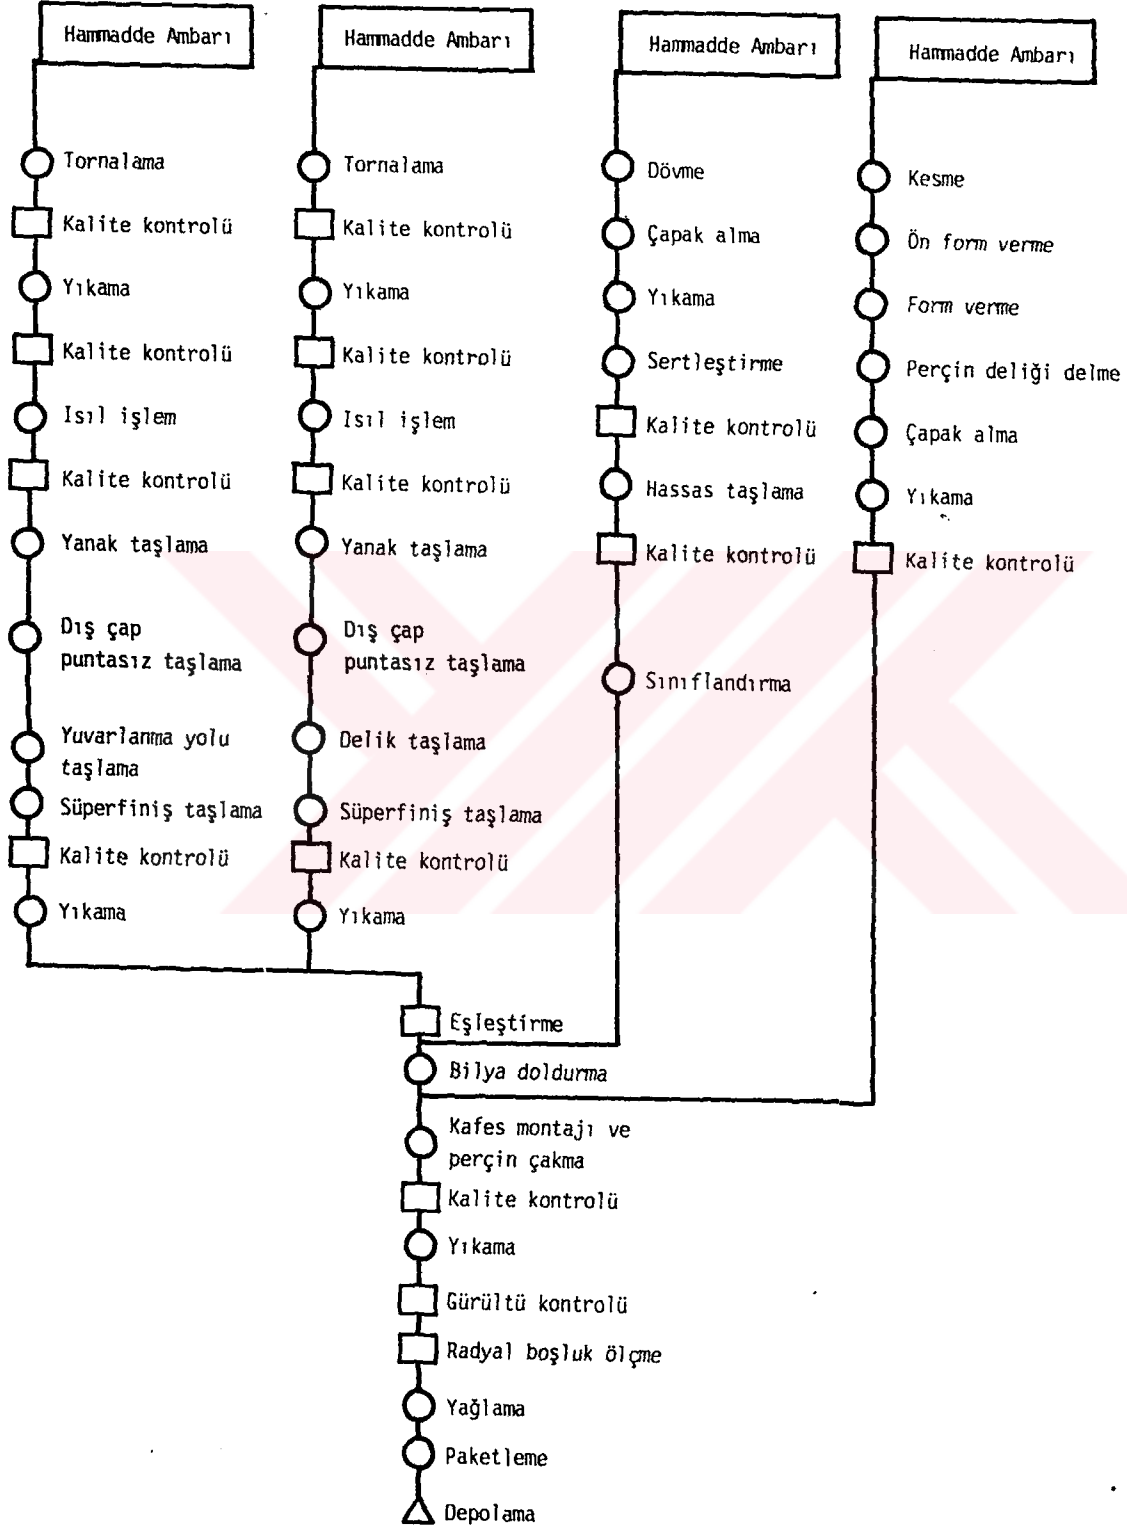 Hammadde Ambarı
Tornalama
Kalite kontrolü
Yıkama
Kalite kontrolü
Isıl işlem
Kalite kontrolü
Yanak taşlama
Dış çap
puntasız taşlama
Yuvarlanma yolu
taşlama
Süperfiniş taşlama
Kalite kontrolü
Yıkama
Hammadde Ambarı
Tornalama
Kalite kontrolü
Yıkama
Kalite kontrolü
Isıl işlem
Kalite kontrolü
Yanak taşlama
Dış çap
puntasız taşlama
Delik taşlama
Süperfiniş taşlama
Kalite kontrolü
Yıkama
Hammadde Ambarı
Dövme
Çapak alma
Yıkama
Sertleştirme
Kalite kontrolü
Hassas taşlama
Kalite kontrolü
Sınıflandırma
Hammadde Ambarı
Kesme
Ön form verme
Form verme
Perçin deliği delme
Çapak alma
Yıkama
Kalite kontrolü
Eşleştirme
Bilya doldurma
Kafes montajı ve
perçin çakma
Kalite kontrolü
Yıkama
Gürültü kontrolü
Radyal boşluk ölçme
Yağlama
Paketleme
Depolama